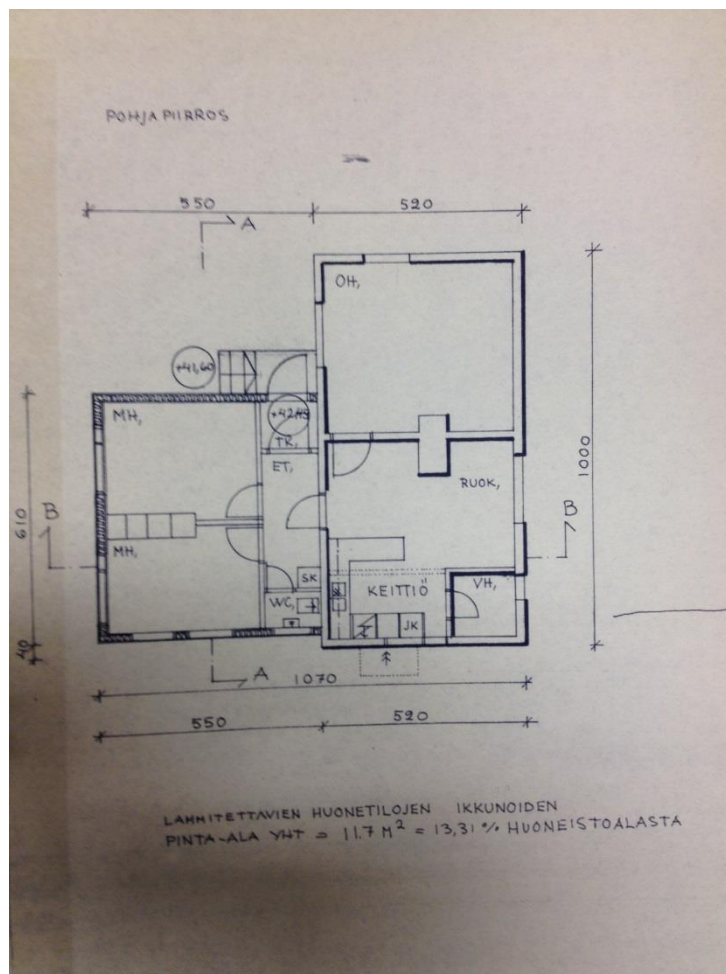 POHJAPIIRROS
550
520
A
OH,
+41,60
+42,45
MH,
TK,
ET,
RUOK,
1000
610
B
B
MH,
SK
KEITTIÖ
VH,
WC,
JK
40
A
1070
550
520
LÄMMITETTÄVIEN HUONETILOJEN IKKUNOIDEN
PINTA-ALA YHT = 11.7 M² = 13,31 % HUONEISTOALASTA